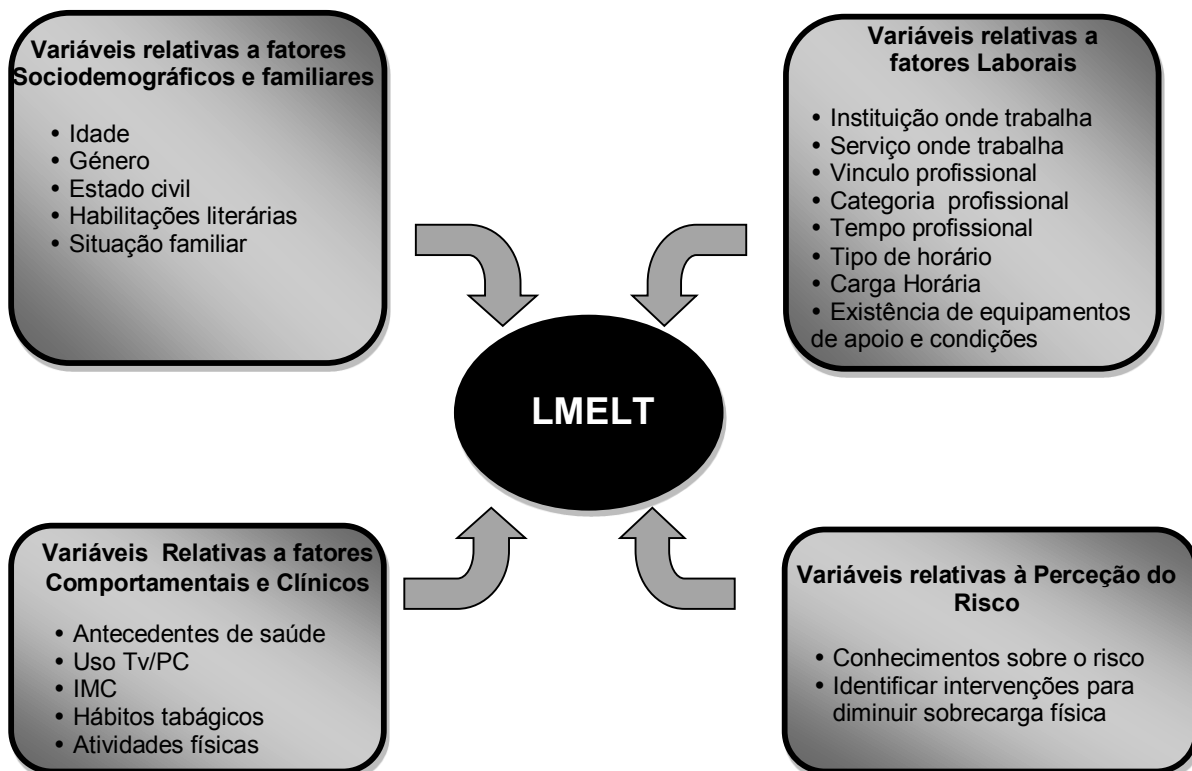 Variáveis relativas a fatores
Sociodemográficos e familiares
• Idade
• Género
• Estado civil
• Habilitações literárias
• Situação familiar
Variáveis relativas a
fatores Laborais
• Instituição onde trabalha
• Serviço onde trabalha
• Vinculo profissional
• Categoria profissional
• Tempo profissional
• Tipo de horário
• Carga Horária
• Existência de equipamentos
de apoio e condições
LMELT
Variáveis Relativas a fatores
Comportamentais e Clínicos
• Antecedentes de saúde
• Uso Tv/PC
• IMC
• Hábitos tabágicos
• Atividades físicas
Variáveis relativas à Perceção do
Risco
• Conhecimentos sobre o risco
• Identificar intervenções para
diminuir sobrecarga física